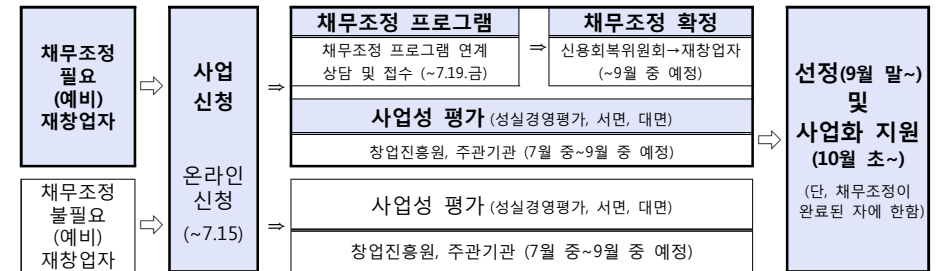 채무조정
필요
(예비)
재창업자
⇨
사업
신청
온라인
신청
(~7.15)
⇒
채무조정 프로그램
채무조정 프로그램 연계
상담 및 접수 (~7.19.금)
⇒
채무조정 확정
신용회복위원회→재창업자
(~9월 중 예정)
사업성 평가 (성실경영평가, 서면, 대면)
창업진흥원, 주관기관 (7월 중~9월 중 예정)
채무조정
불필요
(예비)
재창업자
⇨
⇒
사업성 평가 (성실경영평가, 서면, 대면)
창업진흥원, 주관기관 (7월 중~9월 중 예정)
⇨
선정(9월 말~)
및
사업화 지원
(10월 초~)
(단, 채무조정이
완료된 자에 한함)